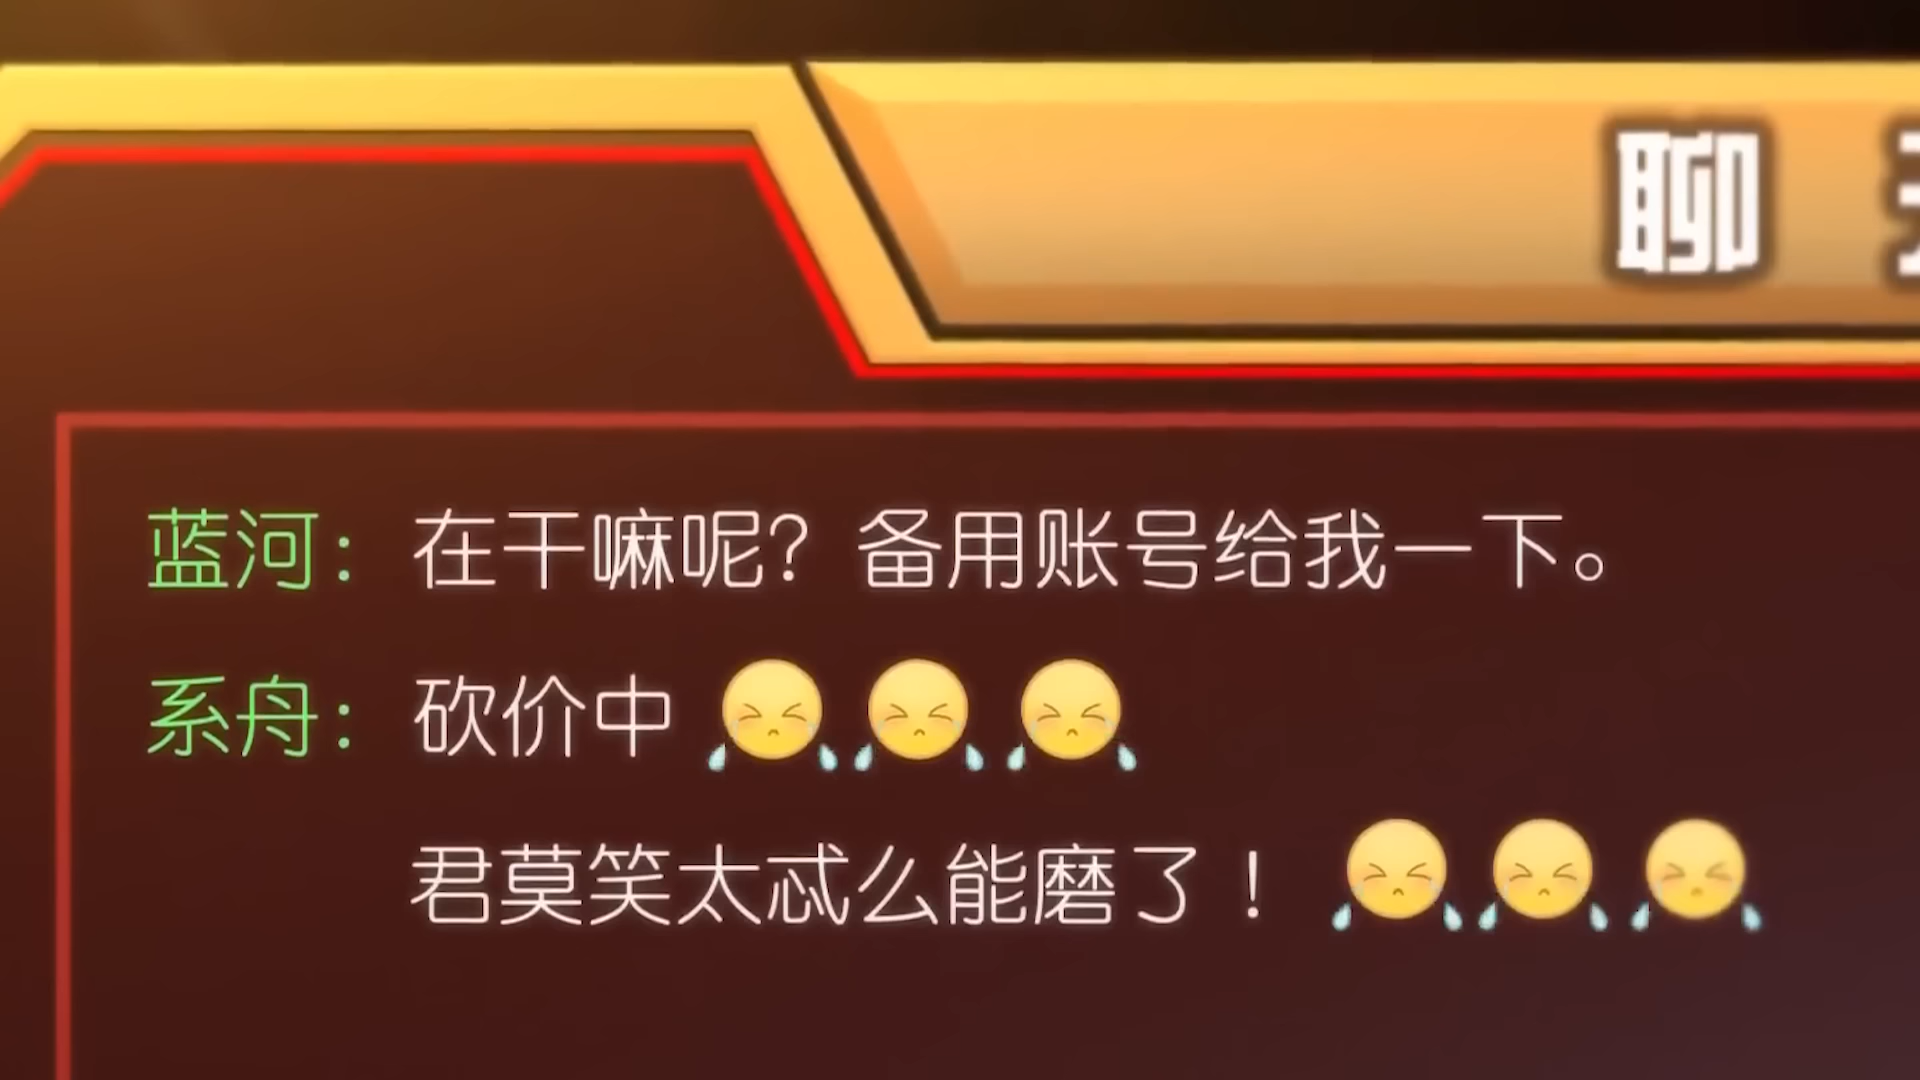 聊
蓝河：在干嘛呢？备用账号给我一下。
系舟：砍价中
君莫笑太忒么能磨了！